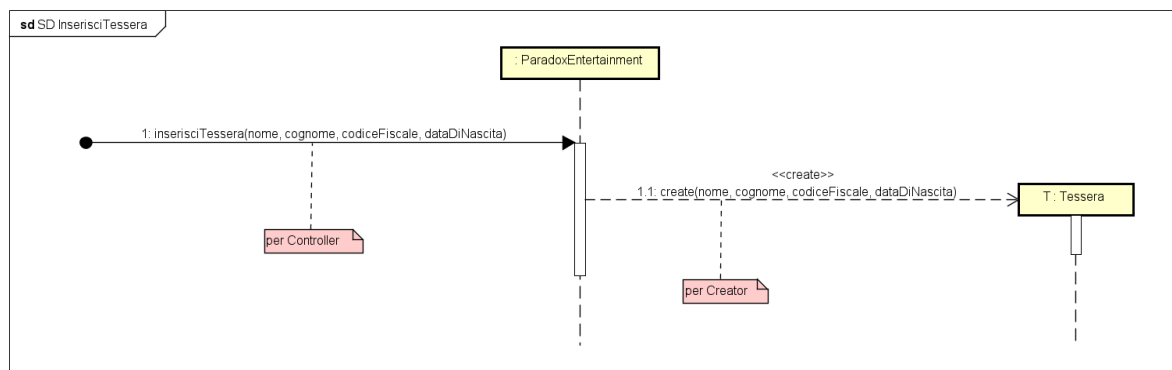 sd SD InserisciTessera
: ParadoxEntertainment
1: inserisciTessera(nome, cognome, codiceFiscale, dataDiNascita)
<<create>>
1.1: create(nome, cognome, codiceFiscale, dataDiNascita)
T : Tessera
per Controller
per Creator